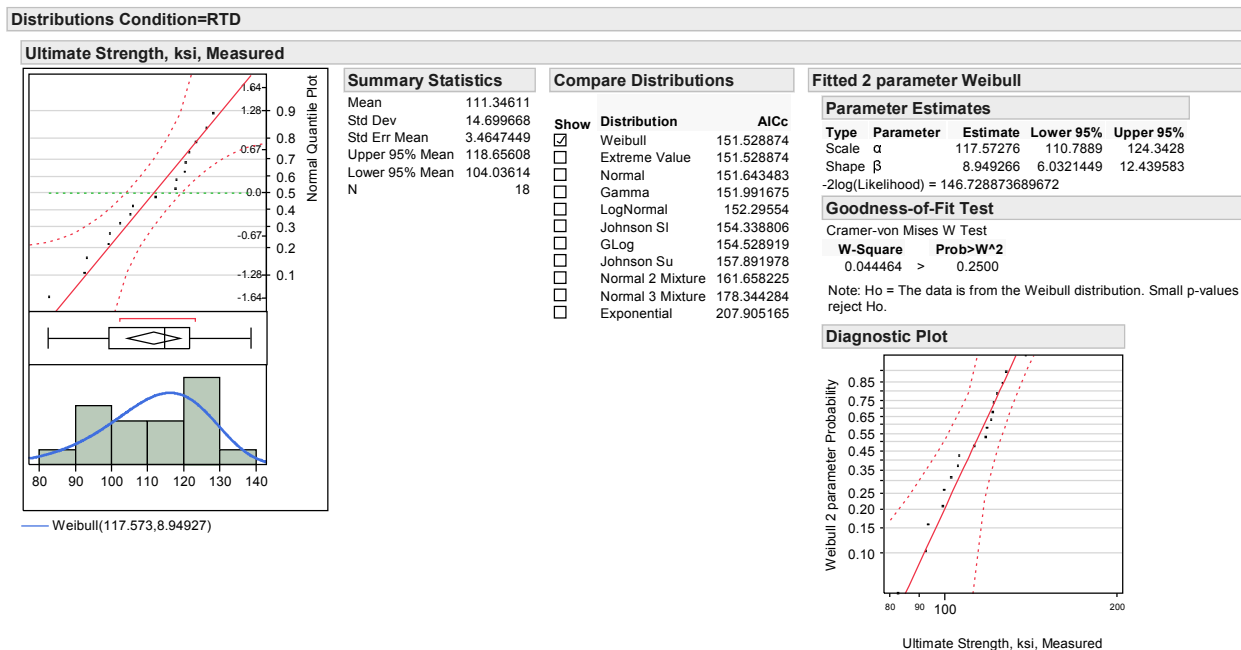 Distributions Condition=RTD
Ultimate Strength, ksi, Measured
1.64
1.28
0.67
0.0
-0.67
-1.28
-1.64
0.9
0.8
0.7
0.6
0.5
0.4
0.3
0.2
0.1
Normal Quantile Plot
80 90 100 110 120 130 140
Weibull(117.573,8.94927)
Summary Statistics
Mean 111.34611
Std Dev 14.699668
Std Err Mean 3.4647449
Upper 95% Mean 118.65608
Lower 95% Mean 104.03614
N 18
Compare Distributions
Show Distribution AICc
Weibull 151.528874
Extreme Value 151.528874
Normal 151.643483
Gamma 151.991675
LogNormal 152.29554
Johnson Sl 154.338806
GLog 154.528919
Johnson Su 157.891978
Normal 2 Mixture 161.658225
Normal 3 Mixture 178.344284
Exponential 207.905165
Fitted 2 parameter Weibull
Parameter Estimates
Type Parameter Estimate Lower 95% Upper 95%
Scale α 117.57276 110.7889 124.3428
Shape β 8.949266 6.0321449 12.439583
-2log(Likelihood) = 146.728873689672
Goodness-of-Fit Test
Cramer-von Mises W Test
W-Square Prob>W^2
0.044464 > 0.2500
Note: Ho = The data is from the Weibull distribution. Small p-values
reject Ho.
Diagnostic Plot
Weibull 2 parameter Probability
0.85
0.75
0.65
0.55
0.45
0.35
0.25
0.20
0.15
0.10
80 90 100 200
Ultimate Strength, ksi, Measured